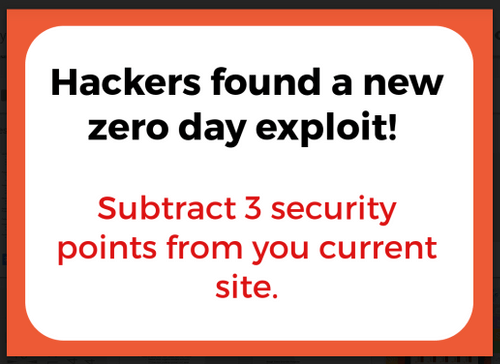 Hackers found a new
zero day exploit!
Subtract 3 security
points from you current
site.